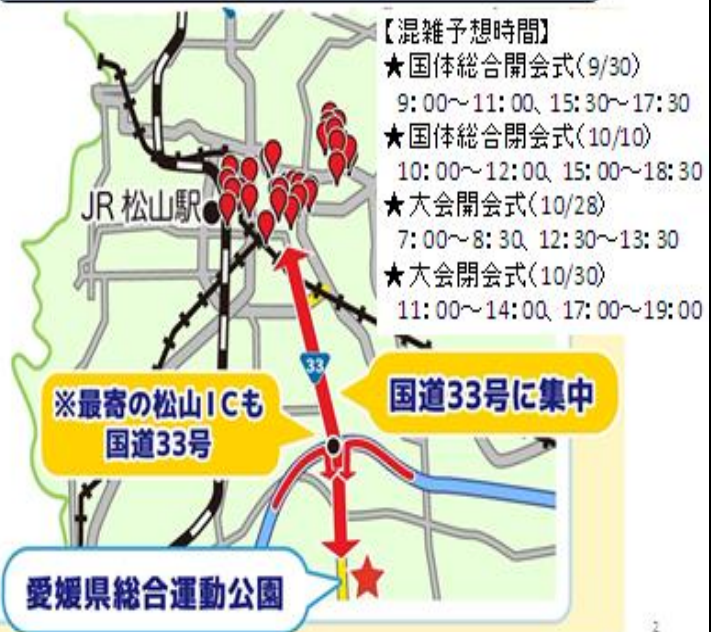 【混雑予想時間】
★国体総合開会式(9/30)
9:00～11:00、15:30～17:30
★国体総合閉会式(10/10)
10:00～12:00、15:00～18:30
★大会開会式(10/28)
7:00～8:30、12:30～13:30
★大会閉会式(10/30)
11:00～14:00、17:00～19:00
JR松山駅
33
国道33号に集中
※最寄の松山ICも
国道33号
愛媛県総合運動公園
2